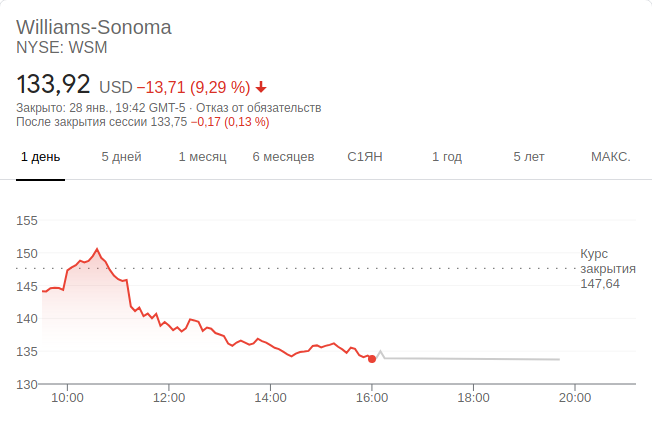 Williams-Sonoma
NYSE: WSM
133,92 USD −13,71 (9,29 %)
Закрыто: 28 янв., 19:42 GMT-5 · Отказ от обязательств
После закрытия сессии 133,75 −0,17 (0,13 %)
1 день 5 дней 1 месяц 6 месяцев С1ЯН 1 год 5 лет МАКС.
155
150
145
140
135
130
Курс
закрытия
147,64
10:00 12:00 14:00 16:00 18:00 20:00